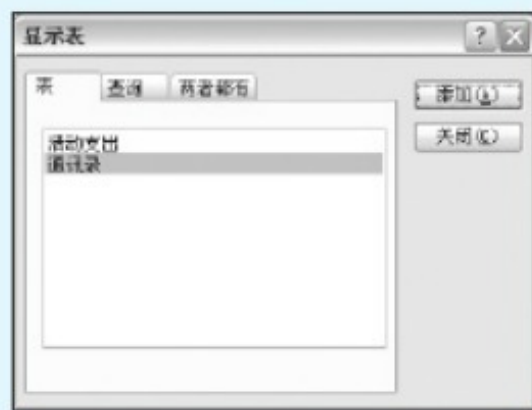 显示表
表 查询 两者都有
添加(A)
活动支出
通讯录
关闭(C)